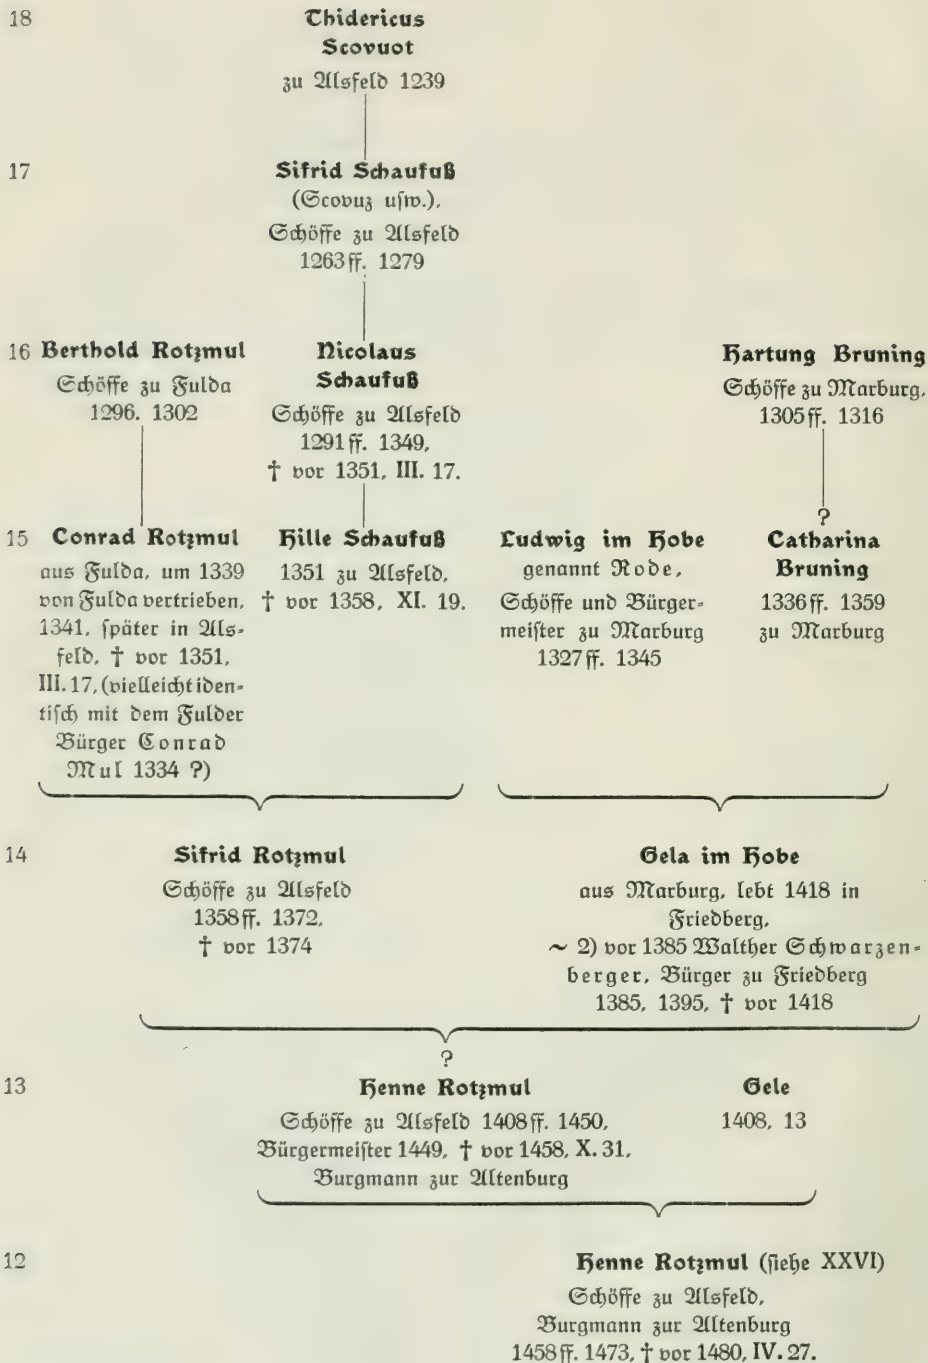 18
Thidericus
Scovuot
zu Alsfeld 1239
17
Sifrid Schaufuß
(Scovuz usw.),
Schöffe zu Alsfeld
1263 ff. 1279
16
Berthold Rotzmul
Schöffe zu Fulda
1296. 1302
Nicolaus
Schaufuß
Schöffe zu Alsfeld
1291 ff. 1349,
† vor 1351, III. 17.
Hartung Bruning
Schöffe zu Marburg,
1305 ff. 1316
?
15
Conrad Rotzmul
aus Fulda, um 1339
von Fulda vertrieben,
1341, später in Als-
feld, † vor 1351,
III. 17, (vielleicht iden-
tisch mit dem Fulder
Bürger Conrad
Mul 1334 ?)
Hille Schaufuß
1351 zu Alsfeld,
† vor 1358, XI. 19.
Ludwig im Hobe
genannt Rode,
Schöffe und Bürger-
meister zu Marburg
1327 ff. 1345
Catharina
Bruning
1336 ff. 1359
zu Marburg
14
Sifrid Rotzmul
Schöffe zu Alsfeld
1358 ff. 1372,
† vor 1374
Gela im Hobe
aus Marburg, lebt 1418 in
Friedberg,
~ 2) vor 1385 Walther Schwarzen-
berger, Bürger zu Friedberg
1385, 1395, † vor 1418
?
13
Henne Rotzmul
Schöffe zu Alsfeld 1408 ff. 1450,
Bürgermeister 1449, † vor 1458, X. 31,
Burgmann zur Altenburg
Gele
1408, 13
12
Henne Rotzmul (siehe XXVI)
Schöffe zu Alsfeld,
Burgmann zur Altenburg
1458 ff. 1473, † vor 1480, IV. 27.